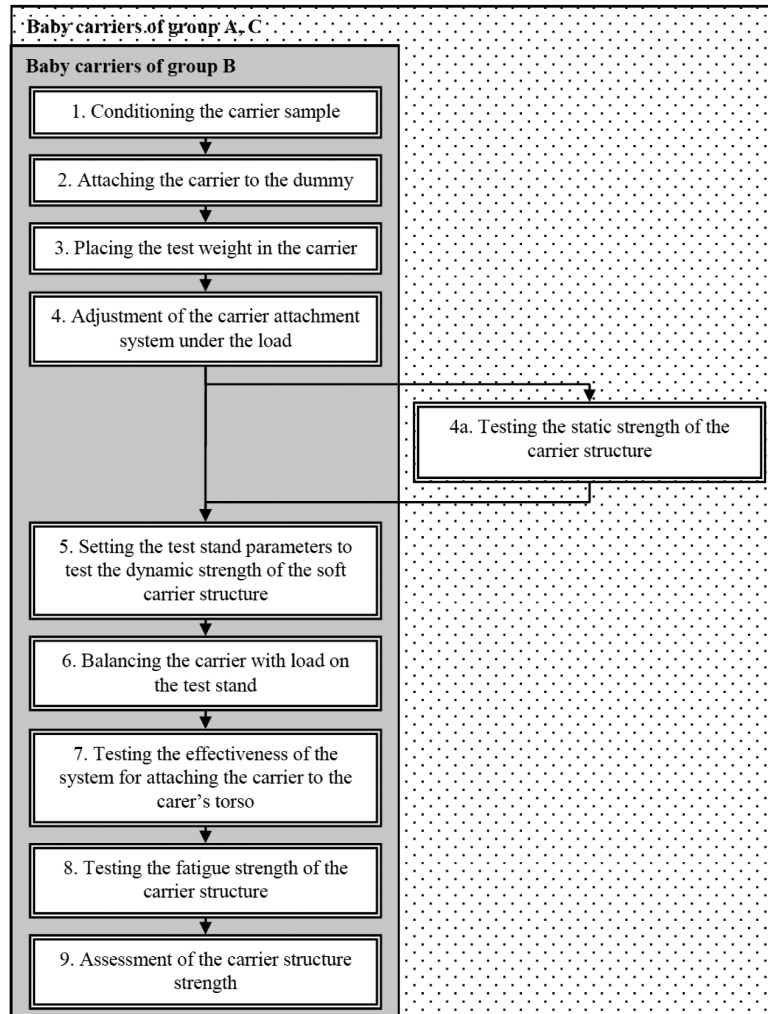 Baby carriers of group A, C
Baby carriers of group B
1. Conditioning the carrier sample
2. Attaching the carrier to the dummy
3. Placing the test weight in the carrier
4. Adjustment of the carrier attachment
system under the load
4a. Testing the static strength of the
carrier structure
5. Setting the test stand parameters to
test the dynamic strength of the soft
carrier structure
6. Balancing the carrier with load on
the test stand
7. Testing the effectiveness of the
system for attaching the carrier to the
carer’s torso
8. Testing the fatigue strength of the
carrier structure
9. Assessment of the carrier structure
strength